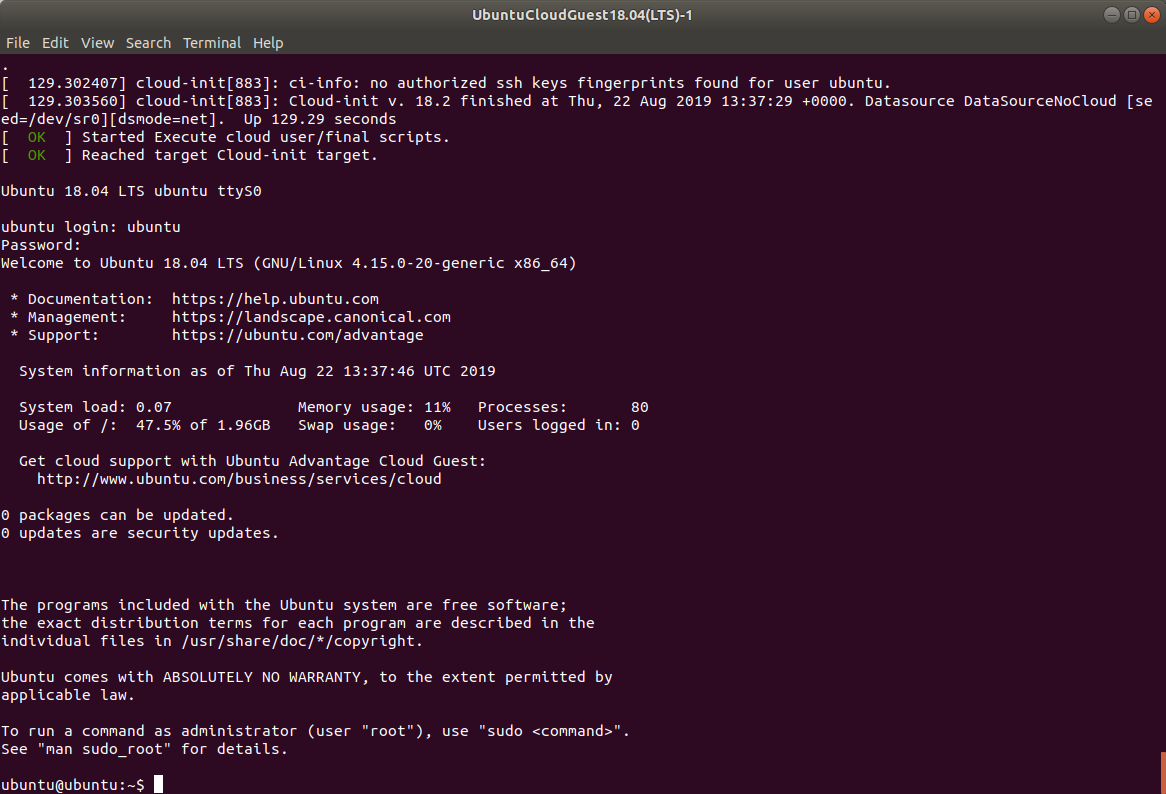 UbuntuCloudGuest18.04(LTS)-1
File Edit View Search Terminal Help
.
[  129.302407] cloud-init[883]: ci-info: no authorized ssh keys fingerprints found for user ubuntu.
[  129.303560] cloud-init[883]: Cloud-init v. 18.2 finished at Thu, 22 Aug 2019 13:37:29 +0000. Datasource DataSourceNoCloud [se
ed=/dev/sr0][dsmode=net].  Up 129.29 seconds
[  OK  ] Started Execute cloud user/final scripts.
[  OK  ] Reached target Cloud-init target.
Ubuntu 18.04 LTS ubuntu ttyS0
ubuntu login: ubuntu
Password:
Welcome to Ubuntu 18.04 LTS (GNU/Linux 4.15.0-20-generic x86_64)
 * Documentation:  https://help.ubuntu.com
 * Management:     https://landscape.canonical.com
 * Support:        https://ubuntu.com/advantage
  System information as of Thu Aug 22 13:37:46 UTC 2019
  System load: 0.07              Memory usage: 11%   Processes:       80
  Usage of /:  47.5% of 1.96GB   Swap usage:   0%    Users logged in: 0
  Get cloud support with Ubuntu Advantage Cloud Guest:
    http://www.ubuntu.com/business/services/cloud
0 packages can be updated.
0 updates are security updates.
The programs included with the Ubuntu system are free software;
the exact distribution terms for each program are described in the
individual files in /usr/share/doc/*/copyright.
Ubuntu comes with ABSOLUTELY NO WARRANTY, to the extent permitted by
applicable law.
To run a command as administrator (user "root"), use "sudo <command>".
See "man sudo_root" for details.
ubuntu@ubuntu:~$